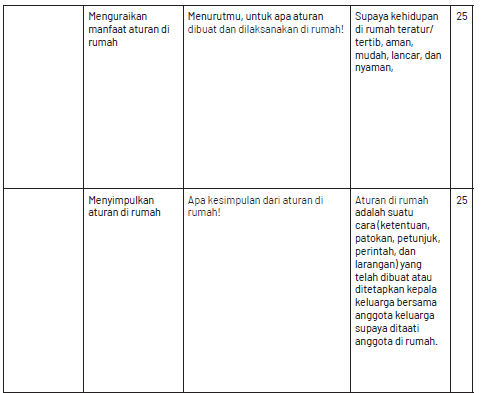 Menguraikan
manfaat aturan di
rumah
Menurutmu, untuk apa aturan
dibuat dan dilaksanakan di rumah!
Supaya kehidupan
di rumah teratur/
tertib, aman,
mudah, lancar, dan
nyaman,
25
Menyimpulkan
aturan di rumah
Apa kesimpulan dari aturan di
rumah!
Aturan di rumah
adalah suatu
cara (ketentuan,
patokan, petunjuk,
perintah, dan
larangan) yang
telah dibuat atau
ditetapkan kepala
keluarga bersama
anggota keluarga
supaya ditaati
anggota di rumah.
25